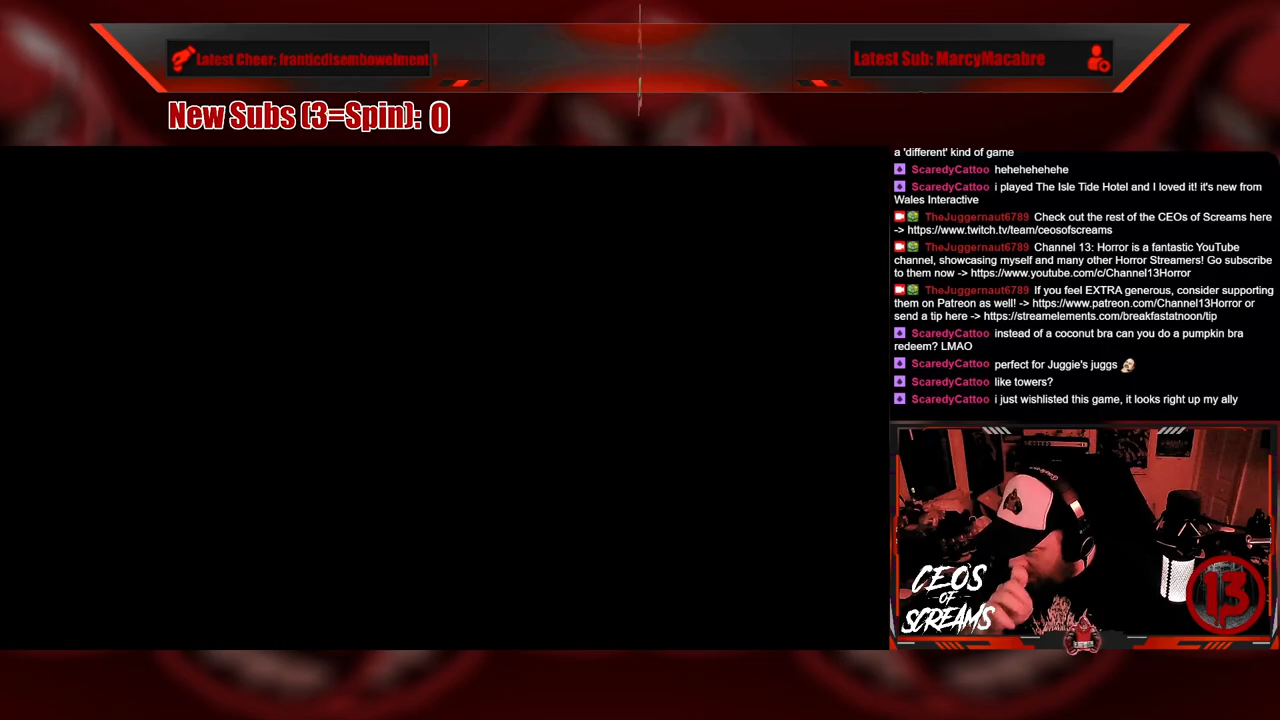 Latest Cheer: franticdisembowelment 1
Latest Sub: MarcyMacabre
New Subs (3=Spin): 0
a 'different' kind of game
ScaredyCattoo hehehehehehe
ScaredyCattoo i played The Isle Tide Hotel and I loved it! it's new from
Wales Interactive
TheJuggernaut6789 Check out the rest of the CEOs of Screams here
-> https://www.twitch.tv/team/ceosofscreams
TheJuggernaut6789 Channel 13: Horror is a fantastic YouTube
channel, showcasing myself and many other Horror Streamers! Go subscribe
to them now -> https://www.youtube.com/c/Channel13Horror
TheJuggernaut6789 If you feel EXTRA generous, consider supporting
them on Patreon as well! -> https://www.patreon.com/Channel13Horror or
send a tip here -> https://streamelements.com/breakfastatnoon/tip
ScaredyCattoo instead of a coconut bra can you do a pumpkin bra
redeem? LMAO
ScaredyCattoo perfect for Juggie's juggs
ScaredyCattoo like towers?
ScaredyCattoo i just wishlisted this game, it looks right up my ally
CEOS
OF
SCREAMS
13